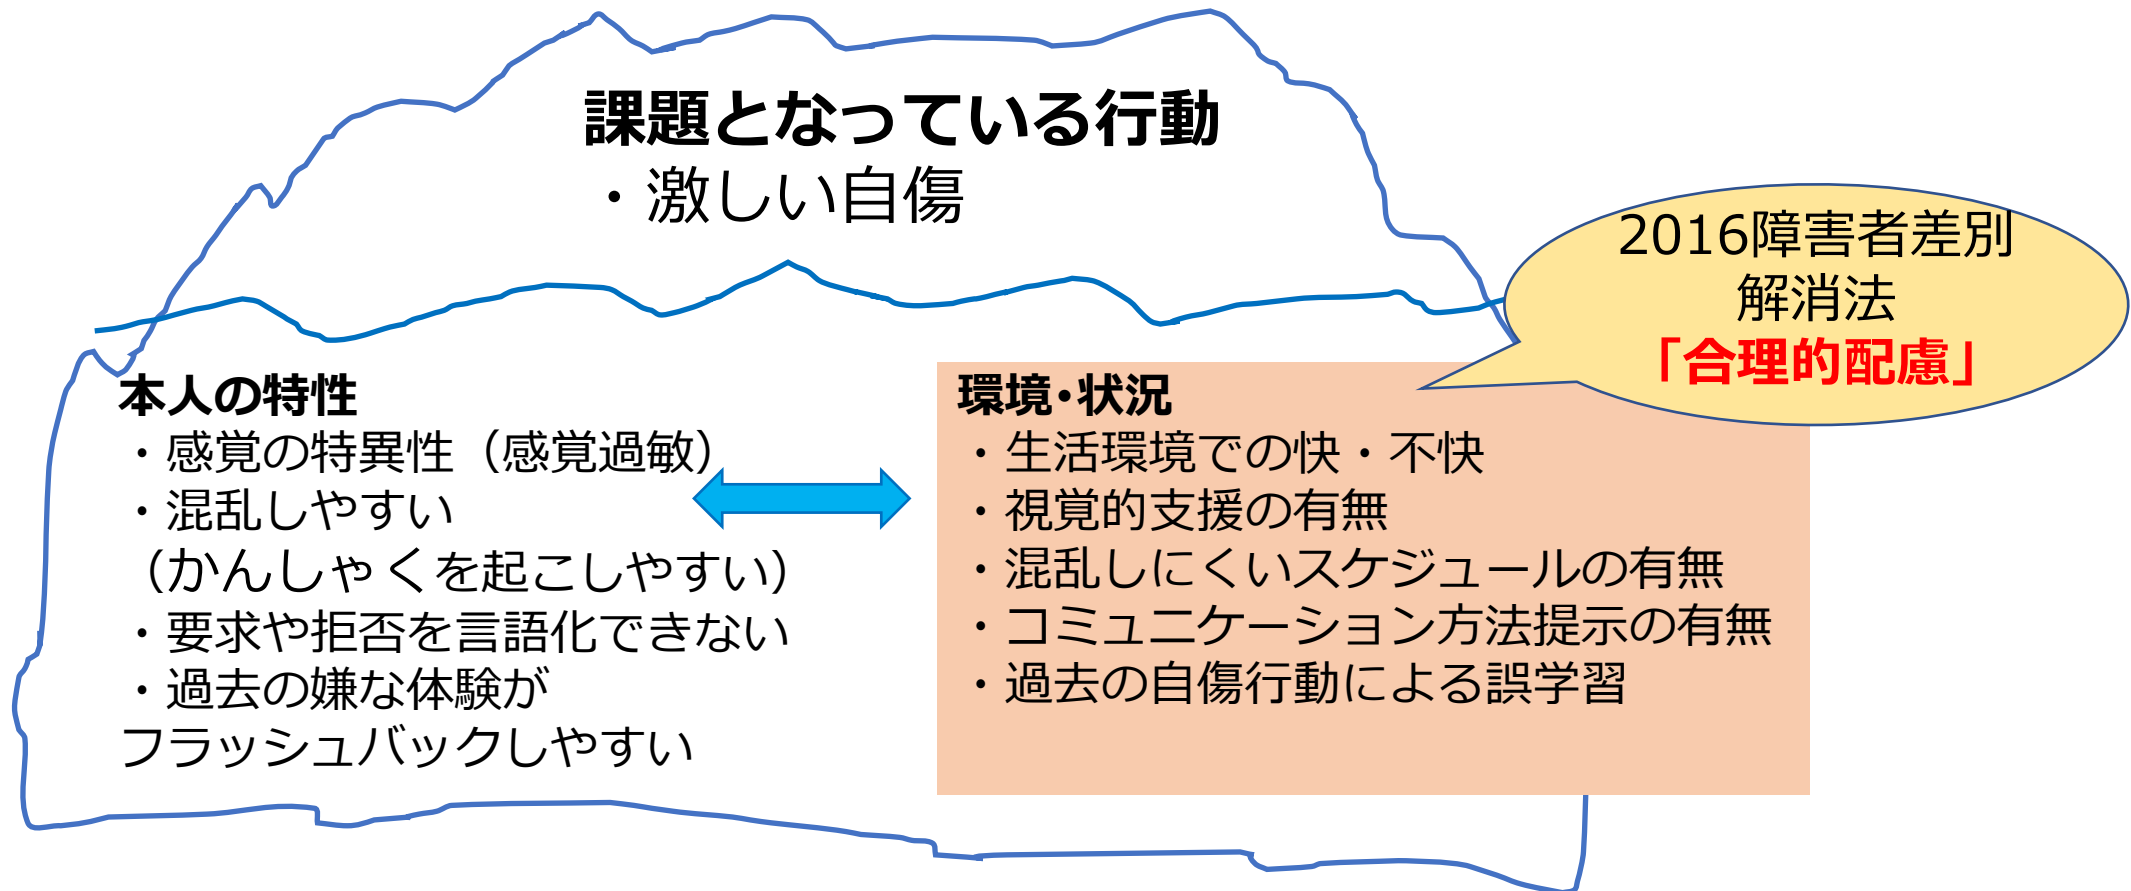 課題となっている行動
・激しい自傷
2016障害者差別
解消法
「合理的配慮」
本人の特性
・感覚の特異性（感覚過敏）
・混乱しやすい
（かんしゃくを起こしやすい）
・要求や拒否を言語化できない
・過去の嫌な体験が
フラッシュバックしやすい
環境・状況
・生活環境での快・不快
・視覚的支援の有無
・混乱しにくいスケジュールの有無
・コミュニケーション方法提示の有無
・過去の自傷行動による誤学習